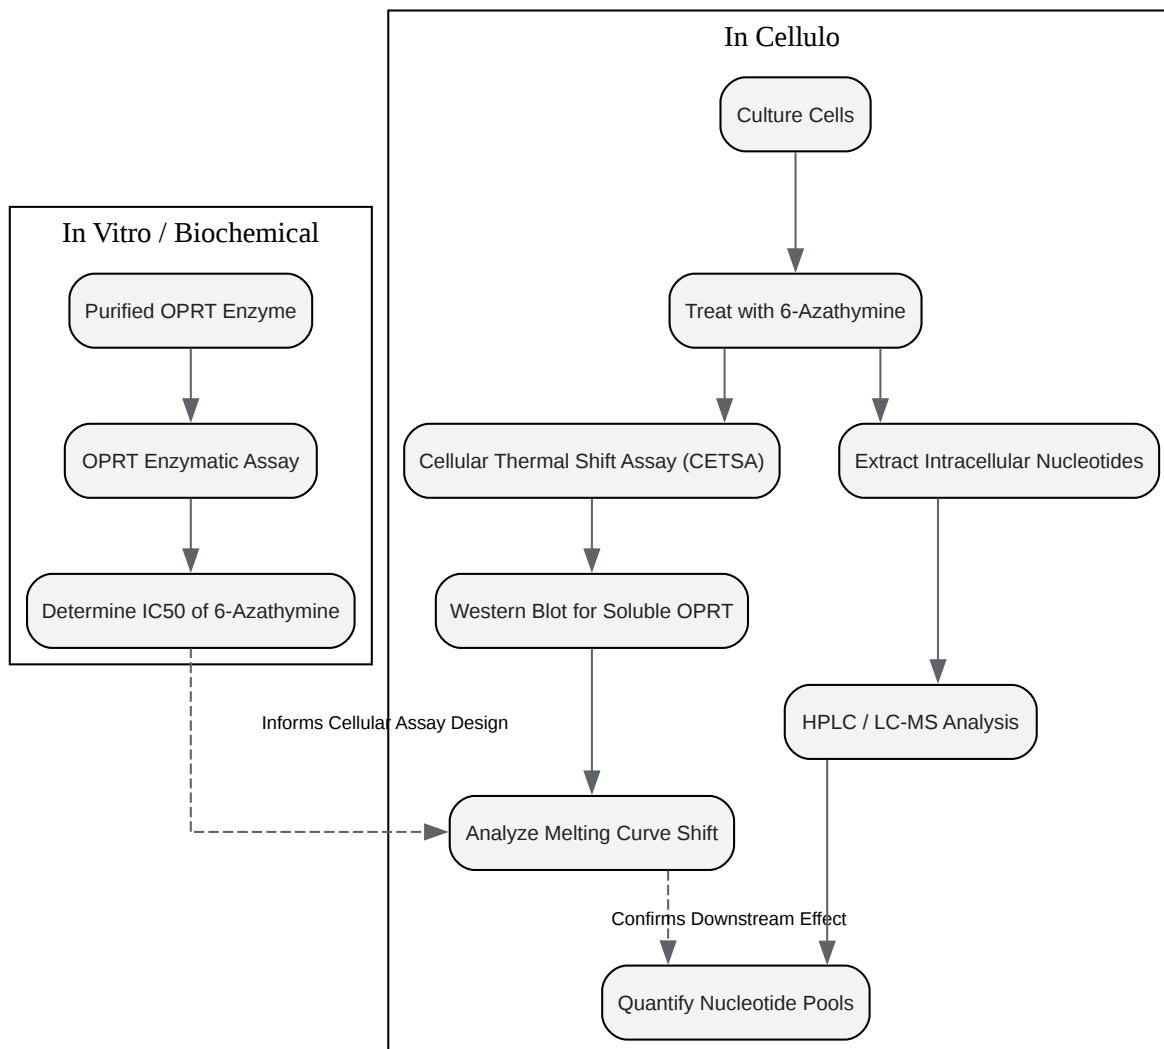 In Cellulo
Culture Cells
In Vitro / Biochemical
Purified OPRT Enzyme
Treat with 6-Azathymine
OPRT Enzymatic Assay
Cellular Thermal Shift Assay (CETSA)
Extract Intracellular Nucleotides
Determine IC50 of 6-Azathymine
Western Blot for Soluble OPRT
Informs Cellular Assay Design
HPLC / LC-MS Analysis
Analyze Melting Curve Shift
Confirms Downstream Effect
Quantify Nucleotide Pools